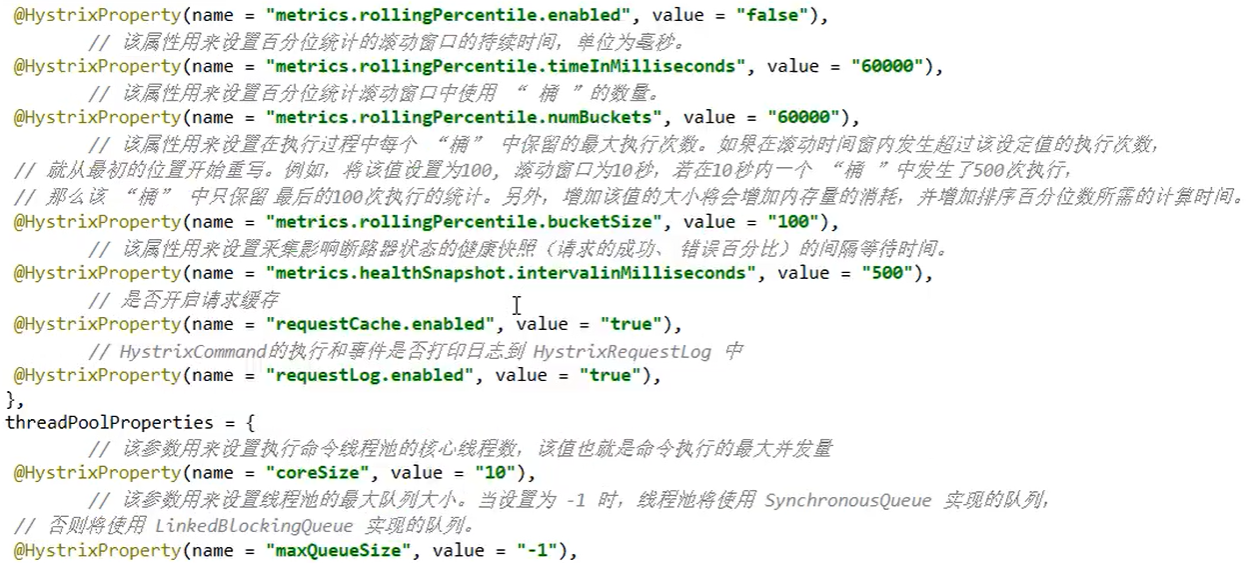 @HystrixProperty(name = "metrics.rollingPercentile.enabled", value = "false"),
// 该属性用来设置百分位统计的滚动窗口的持续时间，单位为毫秒。
@HystrixProperty(name = "metrics.rollingPercentile.timeInMilliseconds", value = "60000"),
// 该属性用来设置百分位统计滚动窗口中使用 “ 桶 ”的数量。
@HystrixProperty(name = "metrics.rollingPercentile.numBuckets", value = "60000"),
// 该属性用来设置在执行过程中每个 “桶” 中保留的最大执行次数。如果在滚动时间窗内发生超过该设定值的执行次数，
// 就从最初的位置开始重写。例如，将该值设置为100, 滚动窗口为10秒，若在10秒内一个 “桶 ”中发生了500次执行，
// 那么该 “桶” 中只保留 最后的100次执行的统计。另外，增加该值的大小将会增加内存量的消耗，并增加排序百分位数所需的计算时间。
@HystrixProperty(name = "metrics.rollingPercentile.bucketSize", value = "100"),
// 该属性用来设置采集影响断路器状态的健康快照（请求的成功、 错误百分比）的间隔等待时间。
@HystrixProperty(name = "metrics.healthSnapshot.intervalinMilliseconds", value = "500"),
// 是否开启请求缓存
@HystrixProperty(name = "requestCache.enabled", value = "true"),
// HystrixCommand的执行和事件是否打印日志到 HystrixRequestLog 中
@HystrixProperty(name = "requestLog.enabled", value = "true"),
},
threadPoolProperties = {
// 该参数用来设置执行命令线程池的核心线程数，该值也就是命令执行的最大并发量
@HystrixProperty(name = "coreSize", value = "10"),
// 该参数用来设置线程池的最大队列大小。当设置为 -1 时，线程池将使用 SynchronousQueue 实现的队列，
// 否则将使用 LinkedBlockingQueue 实现的队列。
@HystrixProperty(name = "maxQueueSize", value = "-1"),